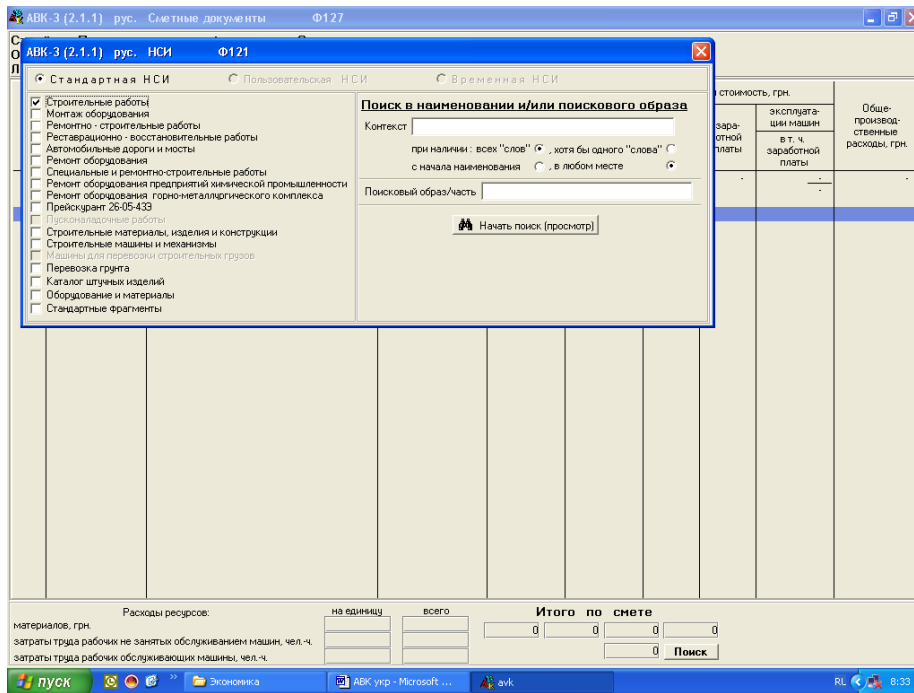 АВК-3 (2.1.1) рус. Сметные документы Ф127
АВК-3 (2.1.1) рус. НСИ Ф121
Стандартная НСИ
Пользовательская НСИ
Временная НСИ
Строительные работы
Монтаж оборудования
Ремонтно - строительные работы
Реставрационно - восстановительные работы
Автомобильные дороги и мосты
Ремонт оборудования
Специальные и ремонтно-строительные работы
Ремонт оборудования предприятий химической промышленности
Ремонт оборудования горно-металлургического комплекса
Прейскурант 26-05-43Э
Пусконаладочные работы
Строительные материалы, изделия и конструкции
Строительные машины и механизмы
Машины для перевозки строительных грузов
Перевозка грунта
Каталог штучных изделий
Оборудование и материалы
Стандартные фрагменты
Поиск в наименовании и/или поискового образа
Контекст
при наличии : всех "слов" , хотя бы одного "слова"
с начала наименования , в любом месте
Поисковый образ/часть
Начать поиск (просмотр)
стоимость, грн.
эксплуата-
ции машин
в т. ч.
заработной
платы
Обще-
производ-
ственные
расходы, грн.
Расходы ресурсов: на единицу всего
материалов, грн.
затраты труда рабочих не занятых обслуживанием машин, чел.-ч.
затраты труда рабочих обслуживающих машины, чел.-ч.
Итого по смете
0 0 0 0
0 Поиск
пуск
Экономика
АВК укр - Microsoft ...
avk
RL
8:33